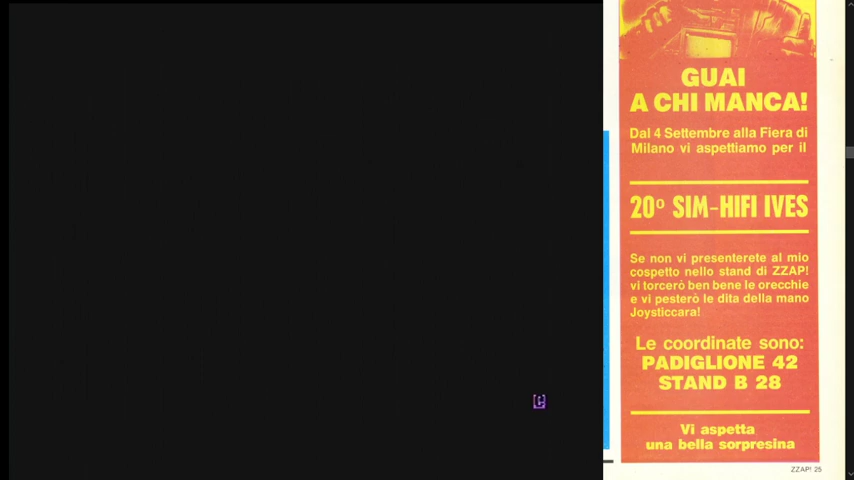 GUAI
A CHI MANCA!
Dal 4 Settembre alla Fiera di
Milano vi aspettiamo per il
20º SIM-HIFI IVES
Se non vi presenterete al mio
cospetto nello stand di ZZAP!
vi torcerò ben bene le orecchie
e vi pesterò le dita della mano
Joysticcara!
Le coordinate sono:
PADIGLIONE 42
STAND B 28
Vi aspetta
una bella sorpresina
ZZAP! 25